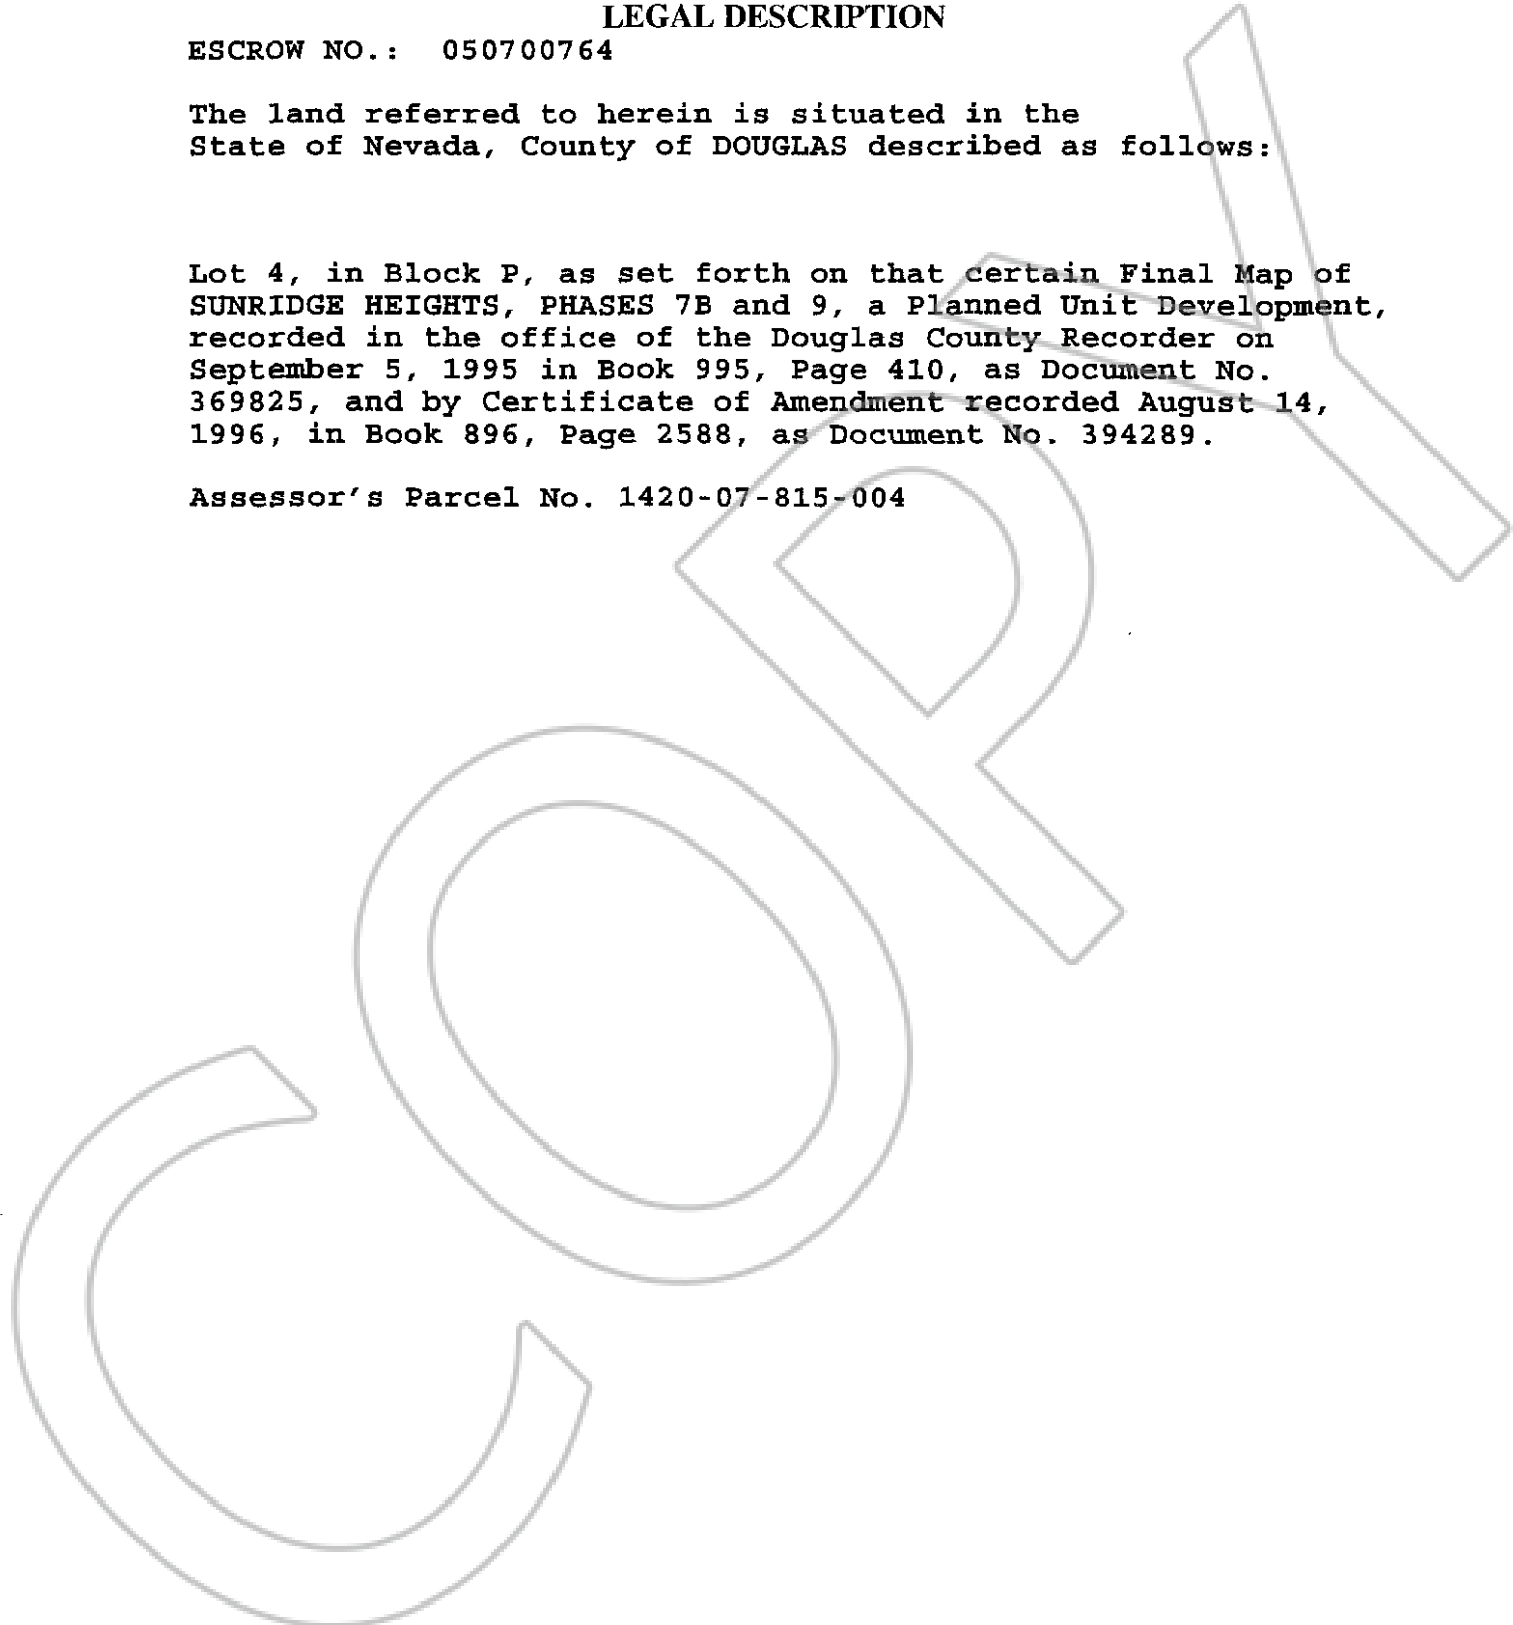 LEGAL DESCRIPTION
ESCROW NO.: 050700764
The land referred to herein is situated in the
State of Nevada, County of DOUGLAS described as follows:
Lot 4, in Block P, as set forth on that certain Final Map of
SUNRIDGE HEIGHTS, PHASES 7B and 9, a Planned Unit Development,
recorded in the office of the Douglas County Recorder on
September 5, 1995 in Book 995, Page 410, as Document No.
369825, and by Certificate of Amendment recorded August 14,
1996, in Book 896, Page 2588, as Document No. 394289.
Assessor's Parcel No. 1420-07-815-004
COPY